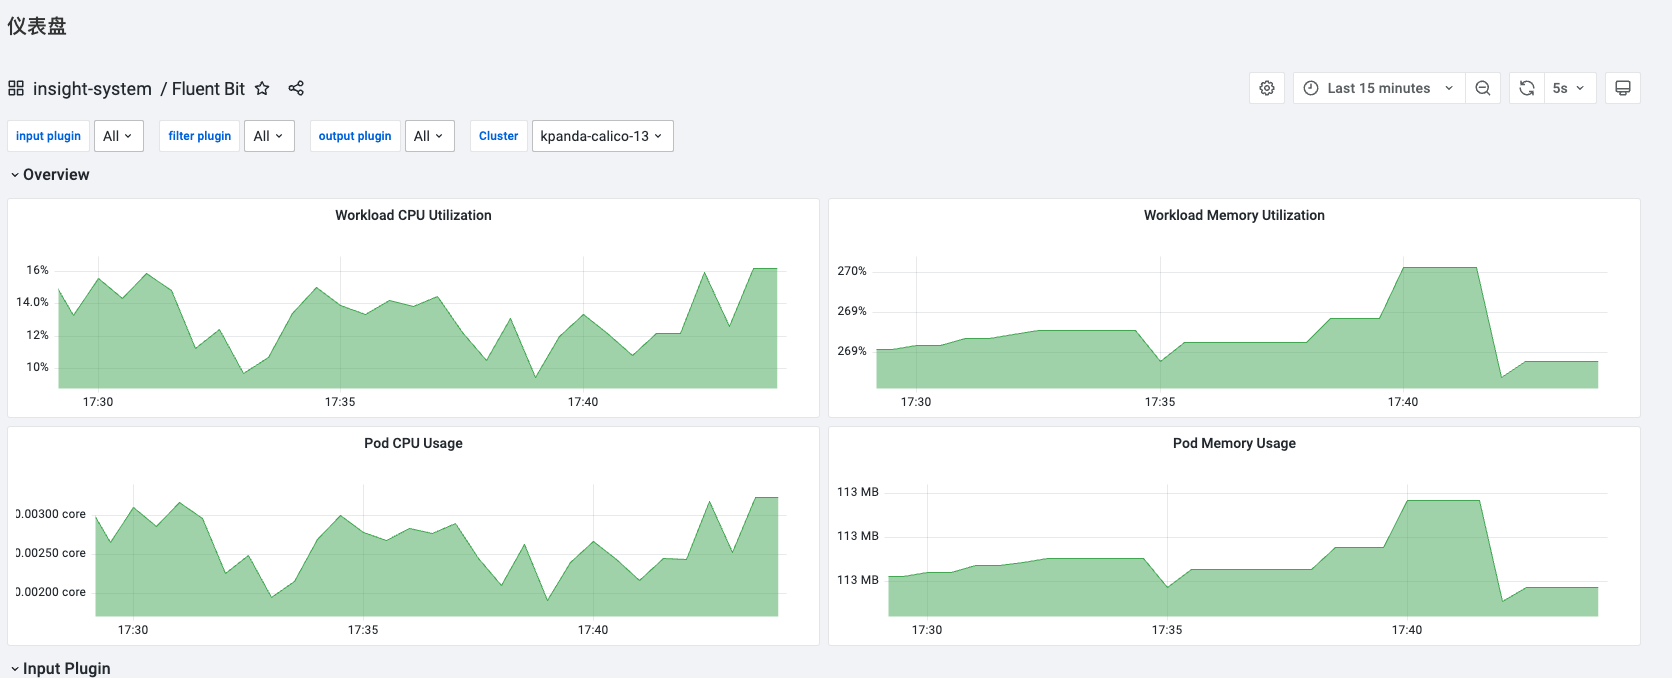 仪表盘
insight-system / Fluent Bit
Last 15 minutes
5s
input plugin All filter plugin All output plugin All Cluster kpanda-calico-13
Overview
Workload CPU Utilization
16%
14.0%
12%
10%
17:30 17:35 17:40
Workload Memory Utilization
270%
269%
269%
17:30 17:35 17:40
Pod CPU Usage
0.00300 core
0.00250 core
0.00200 core
17:30 17:35 17:40
Pod Memory Usage
113 MB
113 MB
113 MB
17:30 17:35 17:40
Input Plugin